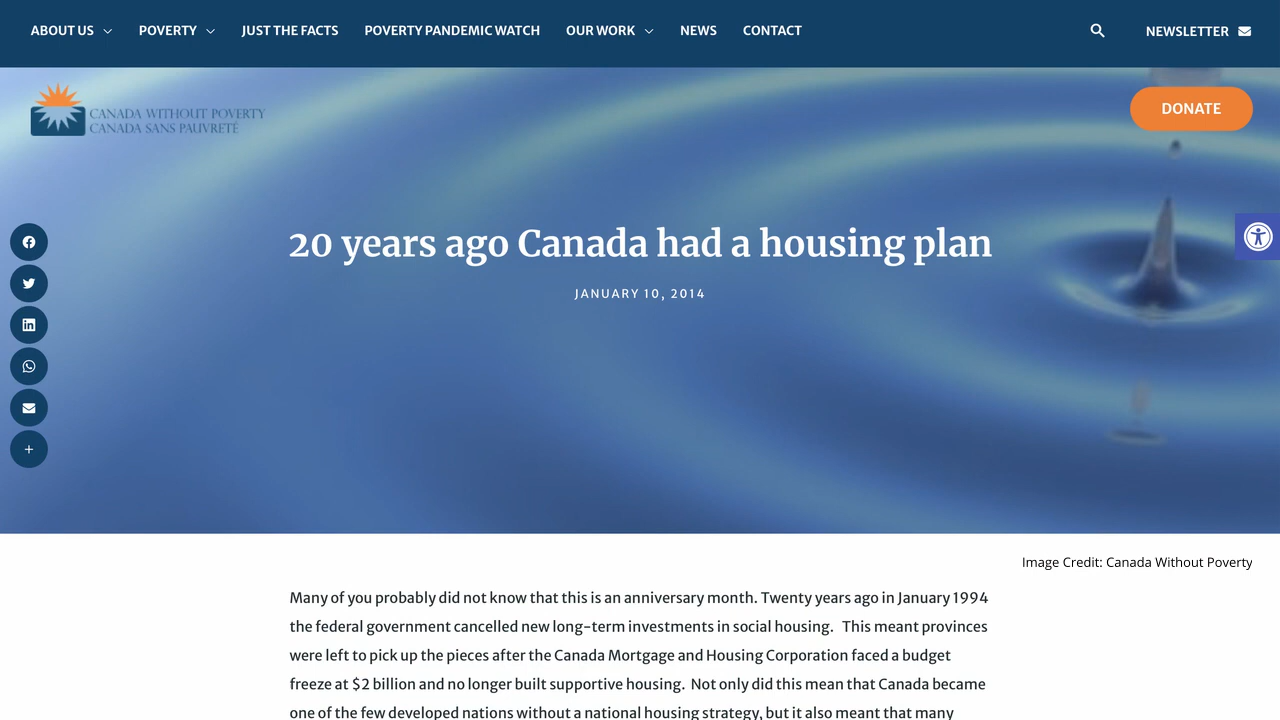 ABOUT US
POVERTY
JUST THE FACTS
POVERTY PANDEMIC WATCH
OUR WORK
NEWS
CONTACT
NEWSLETTER
CANADA WITHOUT POVERTY
CANADA SANS PAUVRETÉ
DONATE
20 years ago Canada had a housing plan
JANUARY 10, 2014
Image Credit: Canada Without Poverty
Many of you probably did not know that this is an anniversary month. Twenty years ago in January 1994
the federal government cancelled new long-term investments in social housing. This meant provinces
were left to pick up the pieces after the Canada Mortgage and Housing Corporation faced a budget
freeze at $2 billion and no longer built supportive housing. Not only did this mean that Canada became
one of the few developed nations without a national housing strategy, but it also meant that many